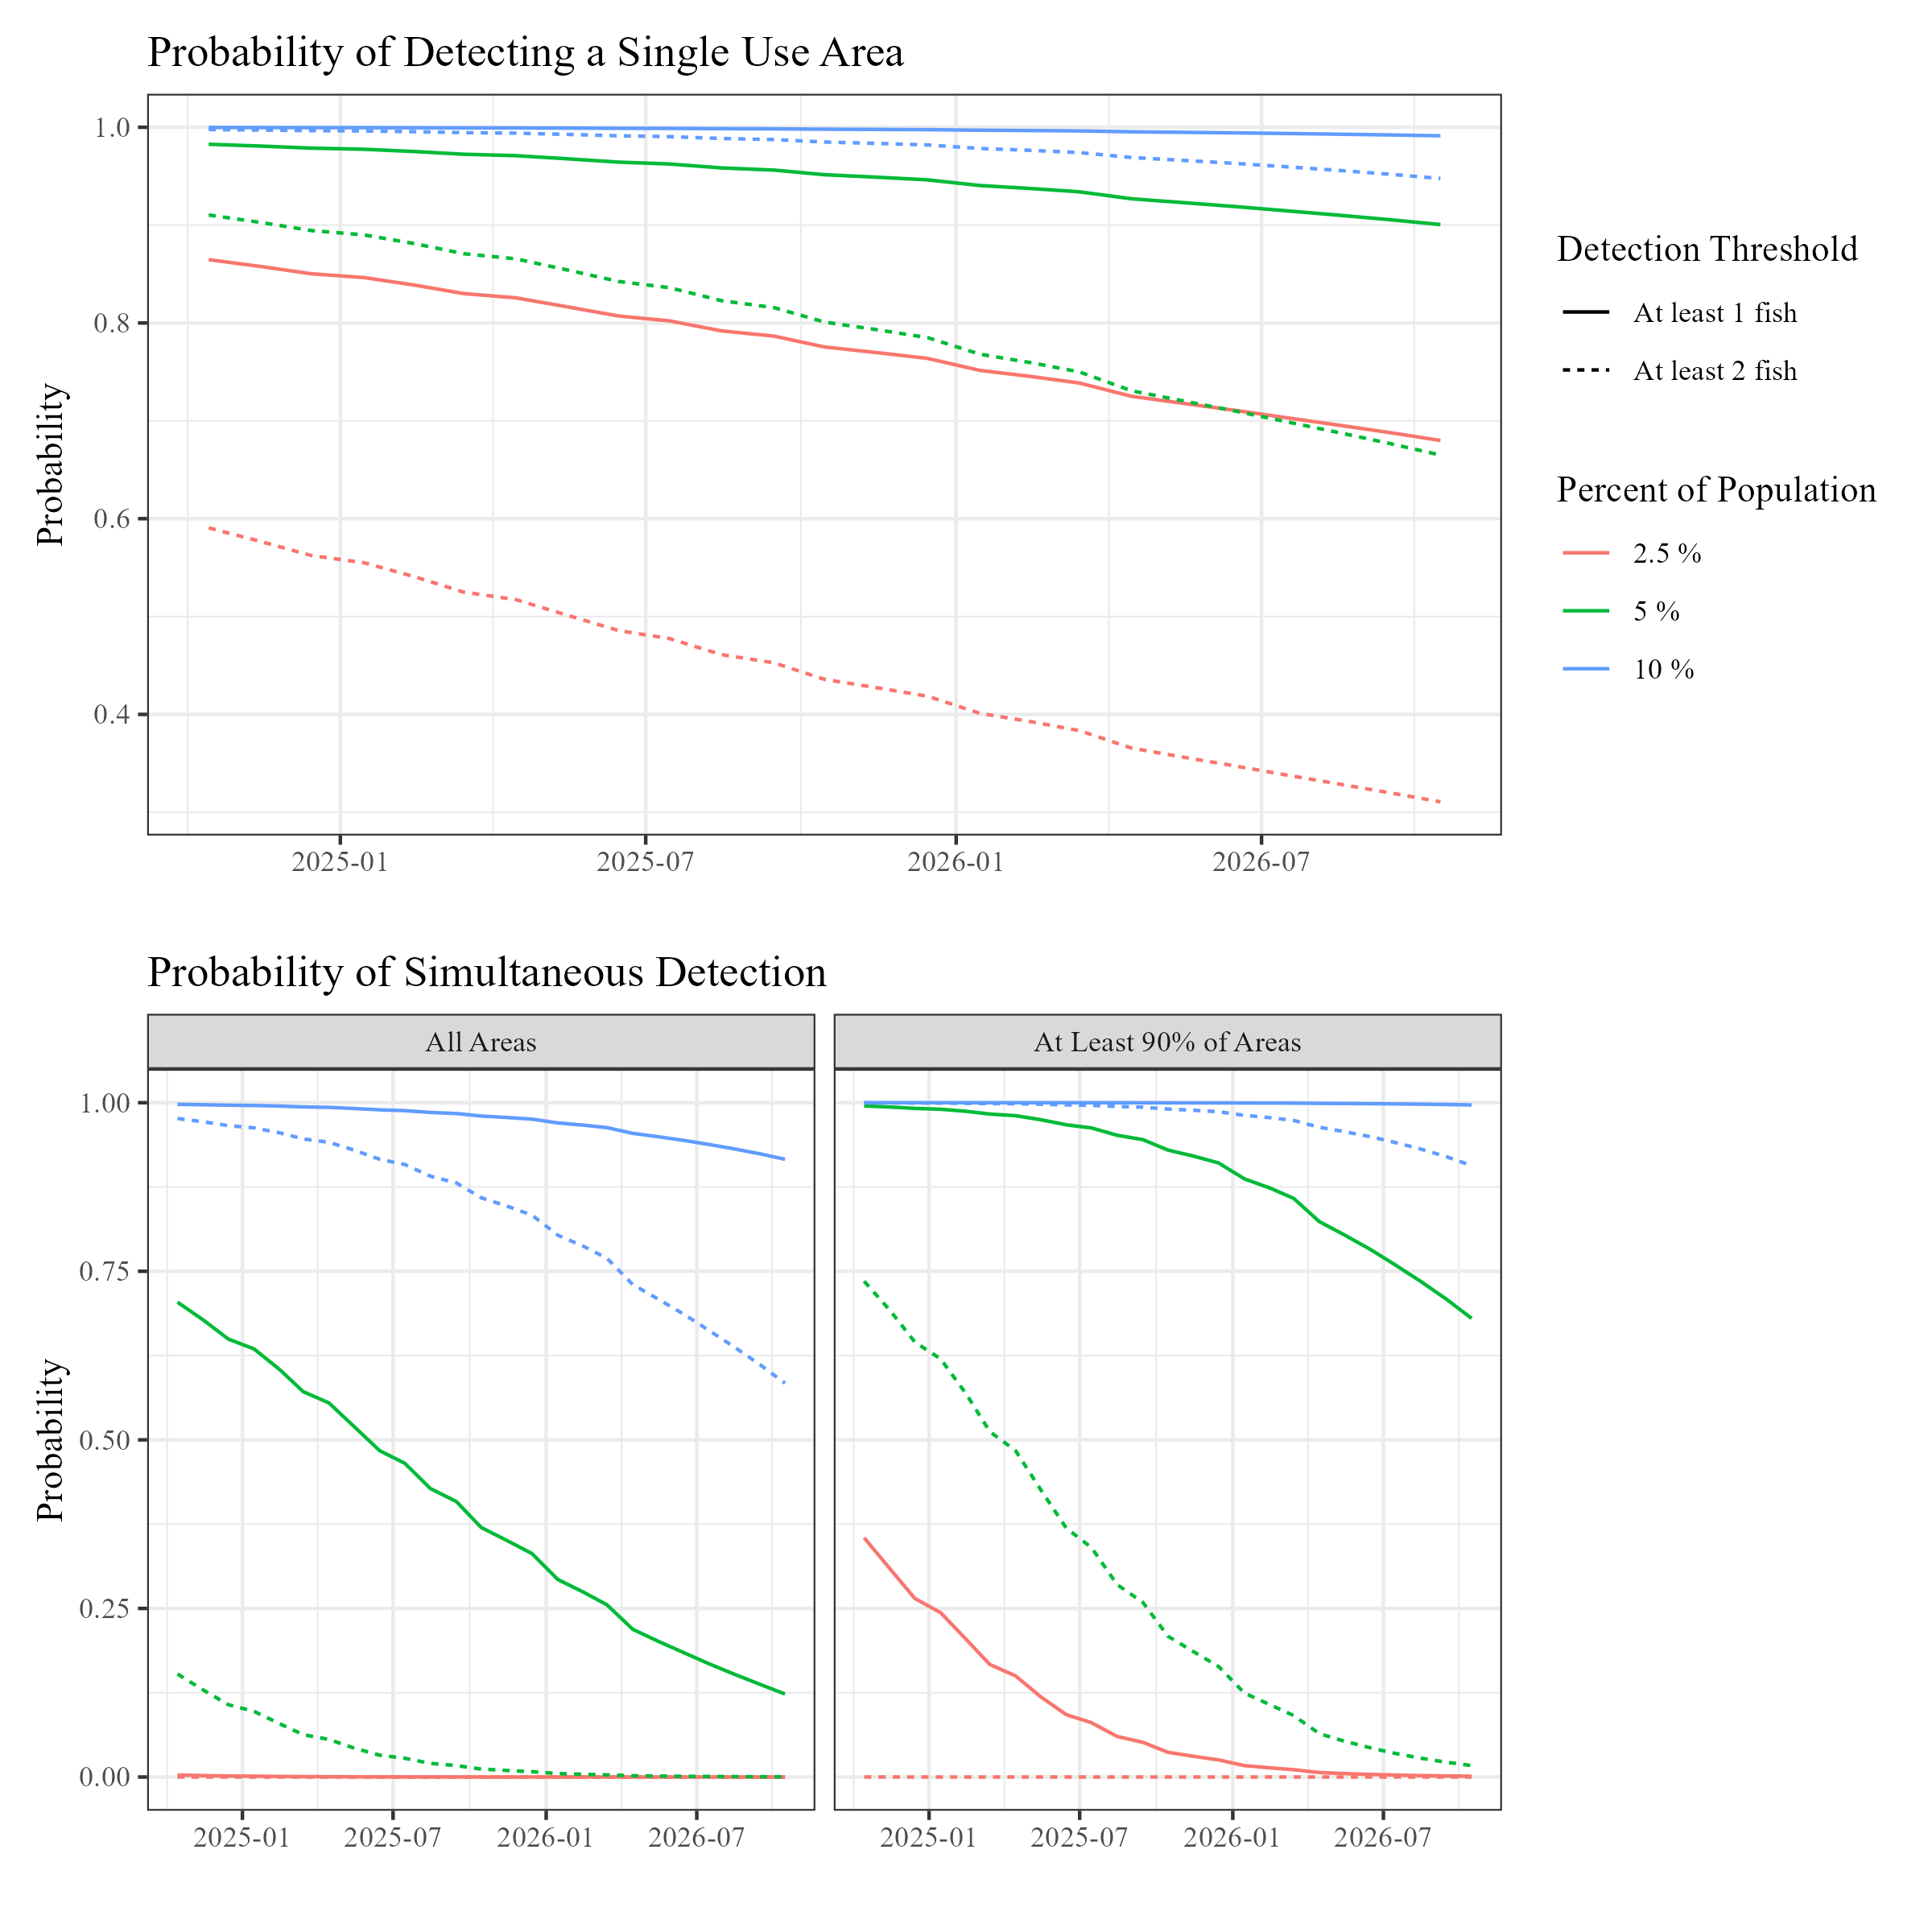 Probability of Detecting a Single Use Area
Probability
1.0
0.8
0.6
0.4
2025-01
2025-07
2026-01
2026-07
Detection Threshold
At least 1 fish
At least 2 fish
Percent of Population
2.5 %
5 %
10 %
Probability of Simultaneous Detection
All Areas
At Least 90% of Areas
Probability
1.00
0.75
0.50
0.25
0.00
2025-01
2025-07
2026-01
2026-07
2025-01
2025-07
2026-01
2026-07